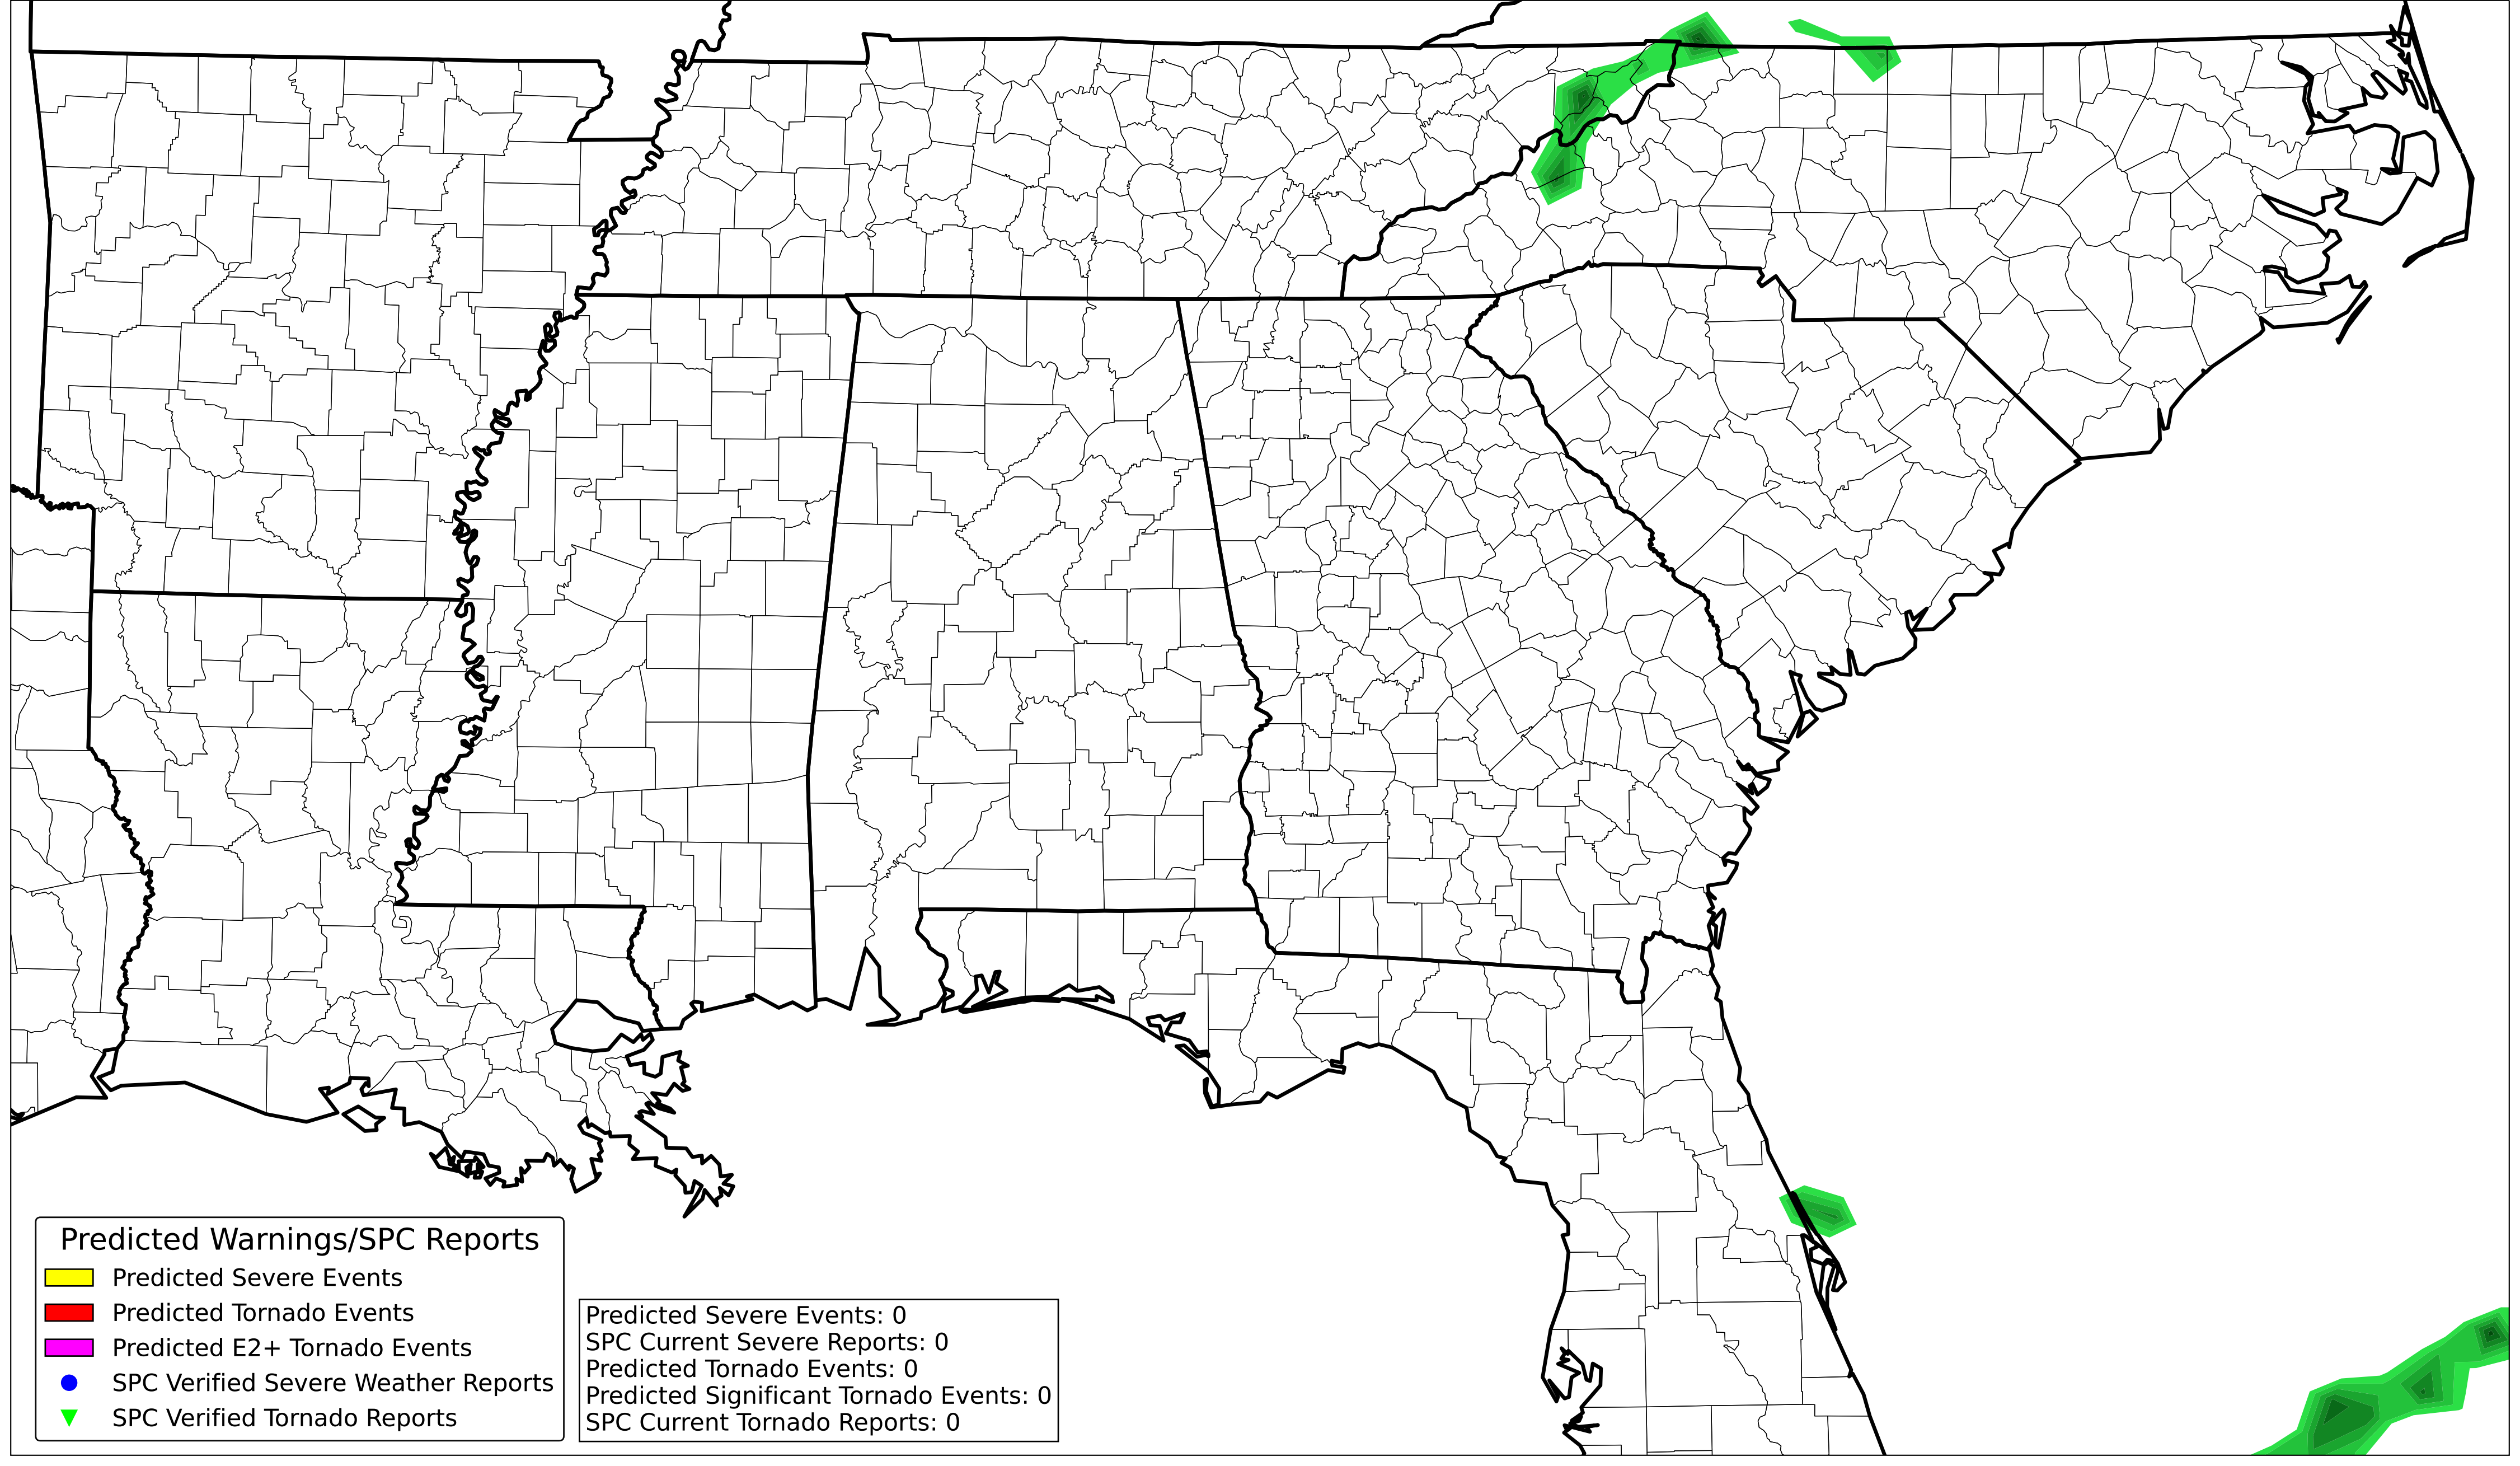 Predicted Warnings/SPC Reports
Predicted Severe Events
Predicted Tornado Events
Predicted E2+ Tornado Events
SPC Verified Severe Weather Reports
SPC Verified Tornado Reports
Predicted Severe Events: 0
SPC Current Severe Reports: 0
Predicted Tornado Events: 0
Predicted Significant Tornado Events: 0
SPC Current Tornado Reports: 0